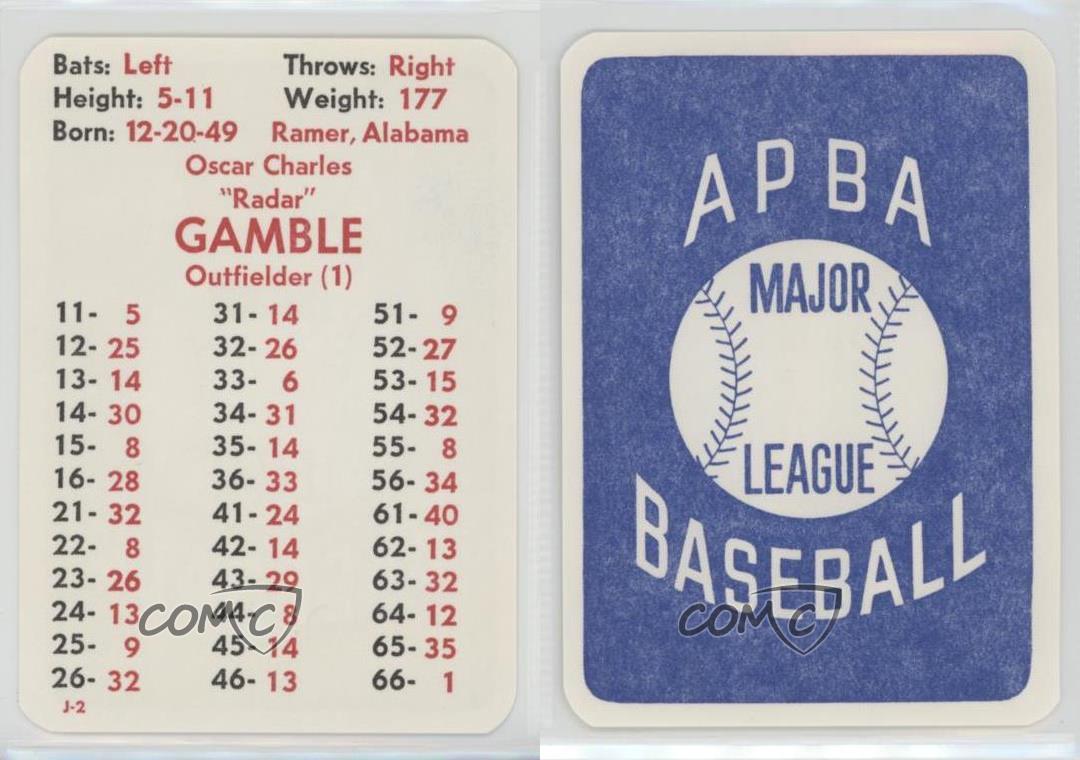 Bats: Left Throws: Right
Height: 5-11 Weight: 177
Born: 12-20-49 Ramer, Alabama
Oscar Charles
"Radar"
GAMBLE
Outfielder (1)
11- 5 31- 14 51- 9
12- 25 32- 26 52- 27
13- 14 33- 6 53- 15
14- 30 34- 31 54- 32
15- 8 35- 14 55- 8
16- 28 36- 33 56- 34
21- 32 41- 24 61- 40
22- 8 42- 14 62- 13
23- 26 43- 29 63- 32
24- 13 44- 8 64- 12
25- 9 45- 14 65- 35
26- 32 46- 13 66- 1
J-2
COMC
APBA
MAJOR
LEAGUE
BASEBALL
COMC